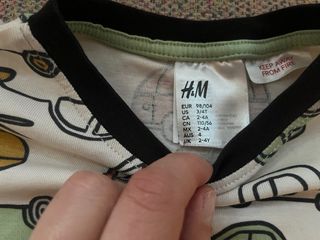 H&M
KEEP AWAY
FROM FIRE
EUR 98/104
US 3/4T
CA 2-4A
CN 110/56
MX 2-4A
AUS 4
UK 2-4Y